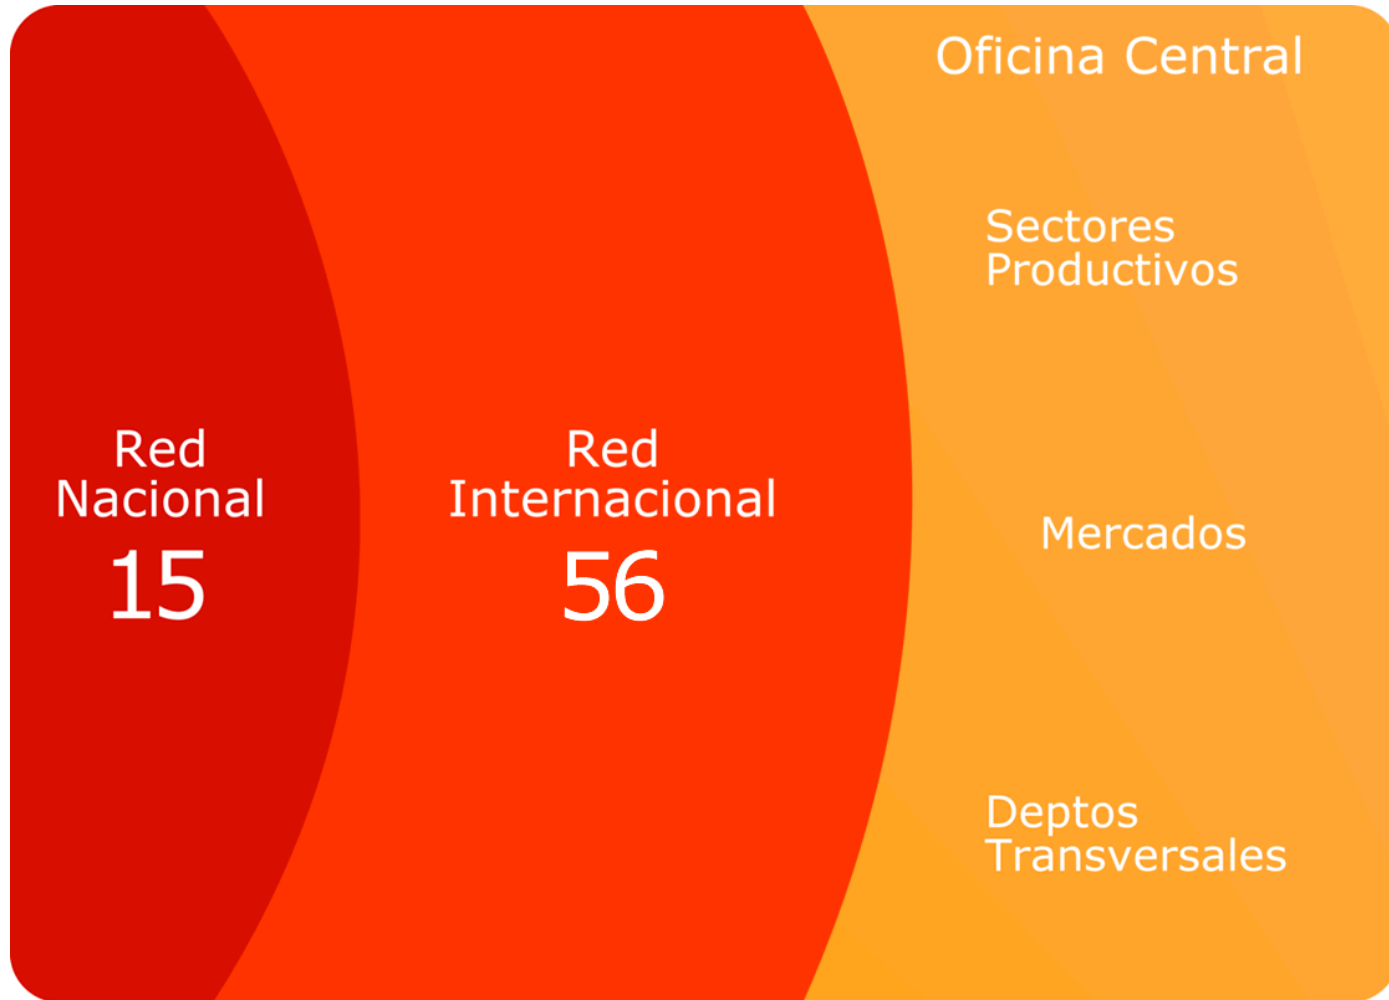 Red
Nacional
15
Red
Internacional
56
Oficina Central
Sectores
Productivos
Mercados
Deptos
Transversales